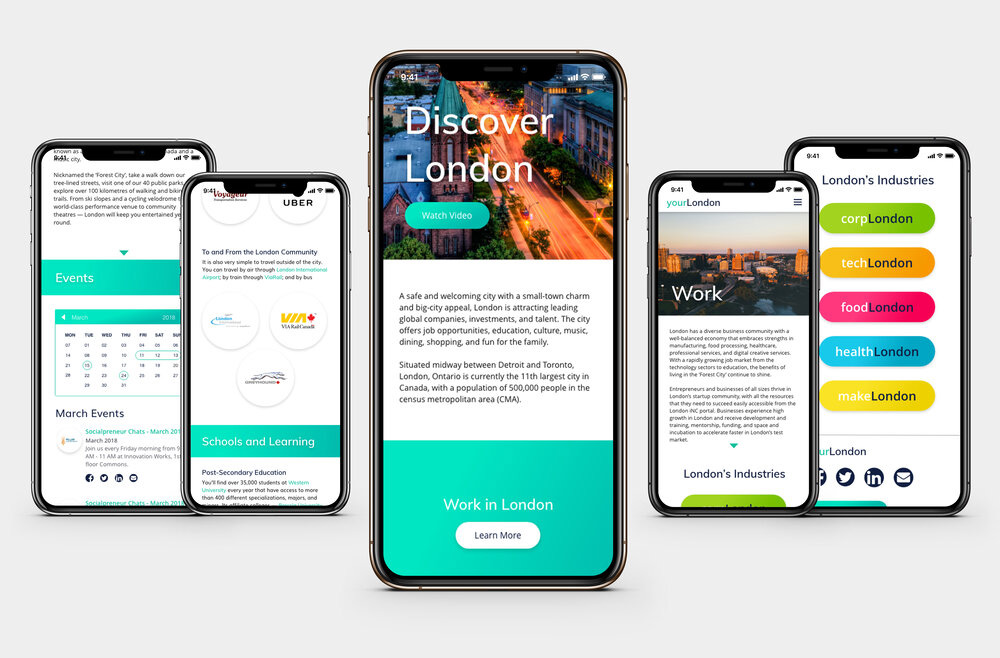 known as
nada and a
9:41
music city.
Nicknamed the 'Forest City', take a walk down our
tree-lined streets, visit one of our 40 public parks
explore over 100 kilometres of walking and biking
trails. From ski slopes and a cycling velodrome t
world-class performance venue to community
theatres — London will keep you entertained ye
round.
Events
March 2018
MON TUE WED THU FRI SAT SU
07 01 02 03 04 05 0
14 08 09 10 11 12 13
21 15 16 17 18 19 20
28 22 23 24 25 26 27
29 30 31
March Events
Socialpreneur Chats - March 201
March 2018
Join us every Friday morning from 9
AM - 11 AM at Innovation Works, 1st
floor Commons.
Socialpreneur Chats - March 2018
9:41
Voyageur
Transportation Services
UBER
To and From the London Community
It is also very simple to travel outside of the city.
You can travel by air through London International
Airport; by train through ViaRail; and by bus
London
International
VIA
VIA Rail Canada
GREYHOUND
Schools and Learning
Post-Secondary Education
You'll find over 35,000 students at Western
University every year that have access to more
than 400 different specializations, majors, and
9:41
Discover
London
Watch Video
A safe and welcoming city with a small-town charm
and big-city appeal, London is attracting leading
global companies, investments, and talent. The city
offers job opportunities, education, culture, music,
dining, shopping, and fun for the family.
Situated midway between Detroit and Toronto,
London, Ontario is currently the 11th largest city in
Canada, with a population of 500,000 people in the
census metropolitan area (CMA).
Work in London
Learn More
9:41
yourLondon
Work
London has a diverse business community with a
well-balanced economy that embraces strengths in
manufacturing, food processing, healthcare,
professional services, and digital creative services.
With a rapidly growing job market from the
technology sectors to education, the benefits of
living in the 'Forest City' continue to shine.
Entrepreneurs and businesses of all sizes thrive in
London's startup community, with all the resources
that they need to succeed easily accessible from the
London iNC portal. Businesses experience high
growth in London and receive development and
training, mentorship, funding, and space and
incubation to accelerate faster in London's test
market.
London's Industries
corpLondon
9:41
London's Industries
corpLondon
techLondon
foodLondon
healthLondon
makeLondon
urLondon